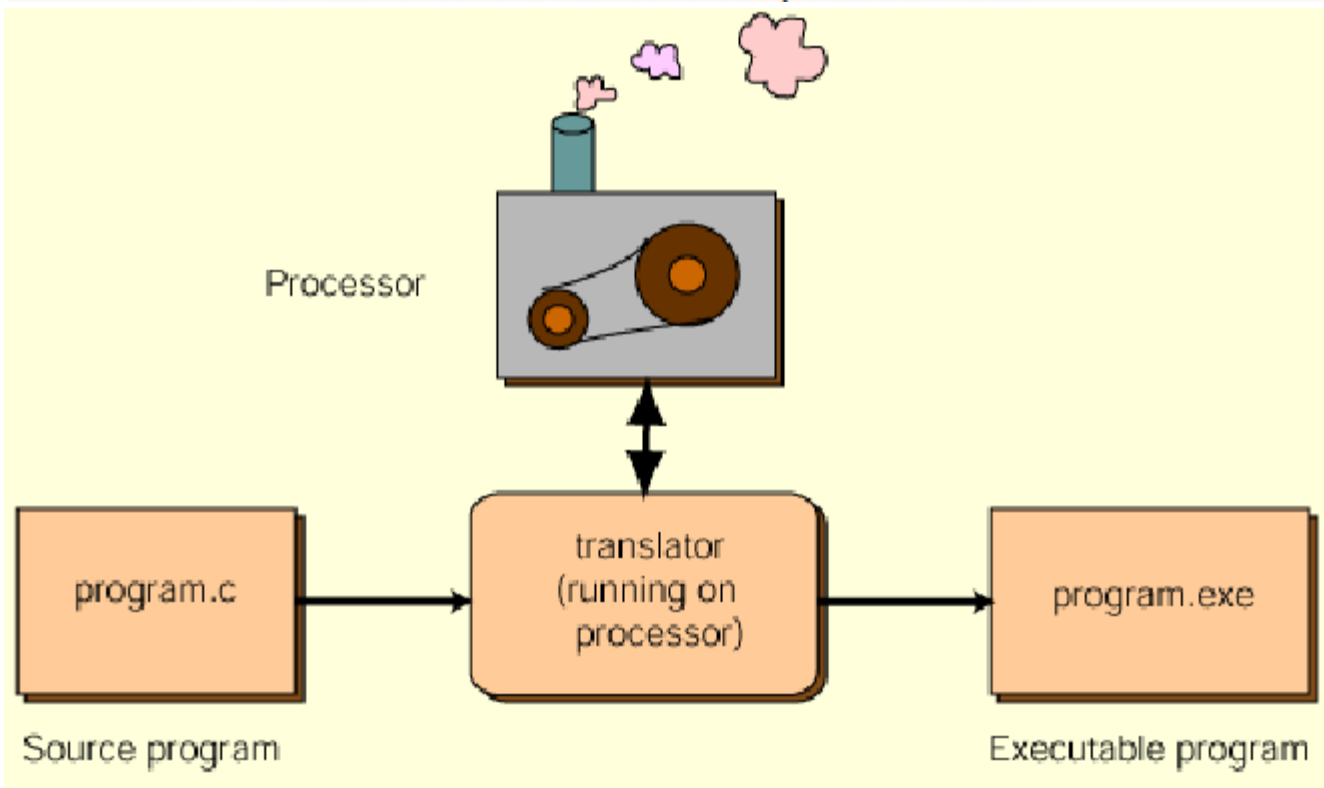 Processor
translator
(running on
processor)
program.c
program.exe
Source program
Executable program